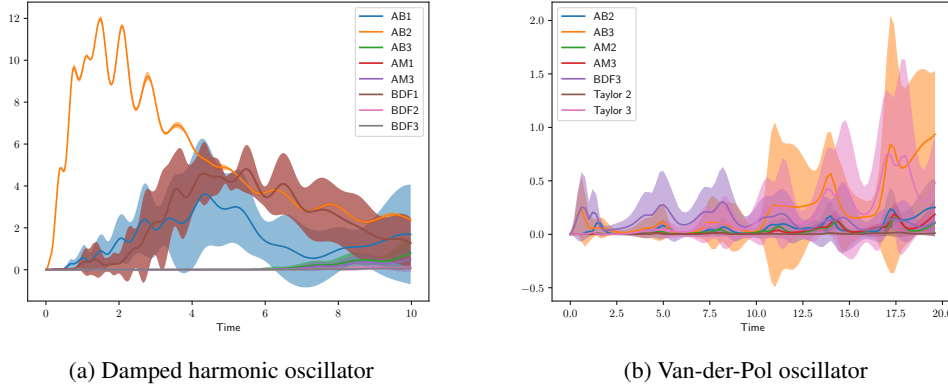 12
10
8
6
4
2
0
0
2
4
6
8
10
Time
AB1
AB2
AB3
AM1
AM3
BDF1
BDF2
BDF3
(a) Damped harmonic oscillator
2.0
1.5
1.0
0.5
0.0
−0.5
0.0
2.5
5.0
7.5
10.0
12.5
15.0
17.5
20.0
Time
AB2
AB3
AM2
AM3
BDF3
Taylor 2
Taylor 3
(b) Van-der-Pol oscillator